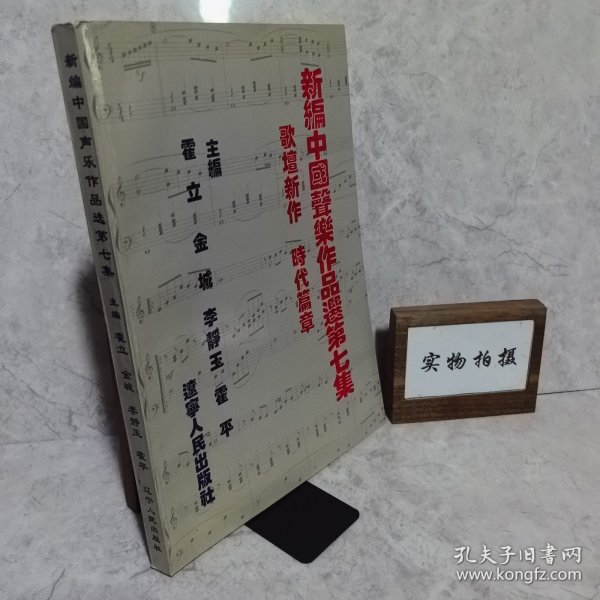 新編中國聲樂作品選第七集
歌壇新作 時代篇章
主編
霍立 金城 李靜玉 霍平
遼寧人民出版社
新编中国声乐作品选第七集
主编 霍立 金城 李静玉 霍平
辽宁人民出版社
实物拍摄
孔夫子旧书网
www.kongfz.com